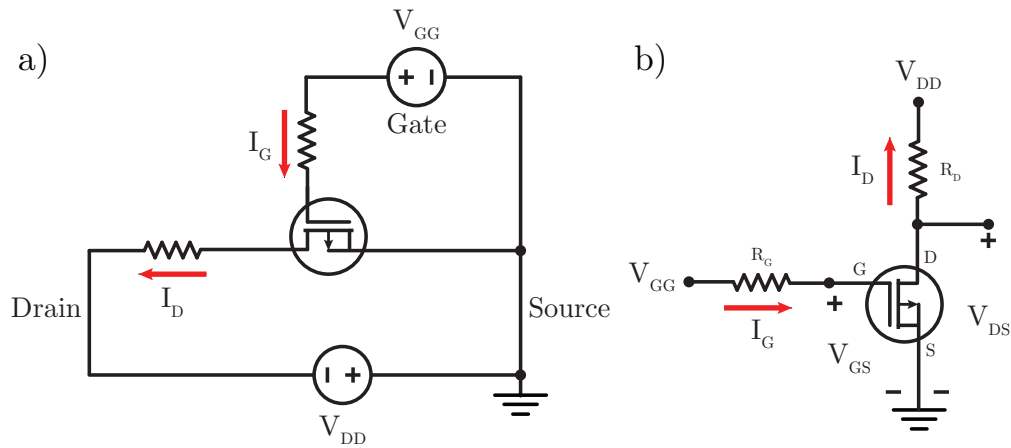 a)
V_GG
+ −
Gate
I_G
I_D
Drain
Source
− +
V_DD
b)
V_DD
I_D
R_D
+
R_G
G
D
V_GG
+
I_G
V_DS
V_GS
S
− −